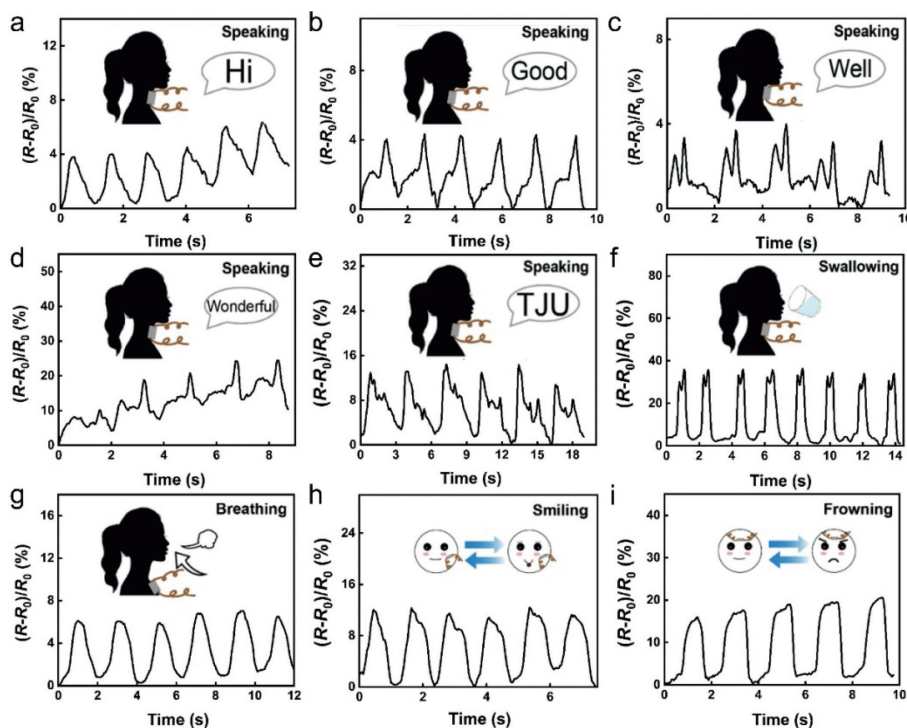 a
Speaking
Hi
(R-R₀)/R₀ (%)
12
8
4
0
0 2 4 6
Time (s)
b
Speaking
Good
(R-R₀)/R₀ (%)
8
4
0
0 2 4 6 8 10
Time (s)
c
Speaking
Well
(R-R₀)/R₀ (%)
8
4
0
0 2 4 6 8 10
Time (s)
d
Speaking
Wonderful
(R-R₀)/R₀ (%)
50
40
30
20
10
0
0 2 4 6 8
Time (s)
e
Speaking
TJU
(R-R₀)/R₀ (%)
32
24
16
8
0
0 3 6 9 12 15 18
Time (s)
f
Swallowing
(R-R₀)/R₀ (%)
80
60
40
20
0
0 2 4 6 8 10 12 14
Time (s)
g
Breathing
(R-R₀)/R₀ (%)
16
12
8
4
0
0 2 4 6 8 10 12
Time (s)
h
Smiling
(R-R₀)/R₀ (%)
24
18
12
6
0
0 2 4 6
Time (s)
i
Frowning
(R-R₀)/R₀ (%)
40
30
20
10
0
0 2 4 6 8 10
Time (s)